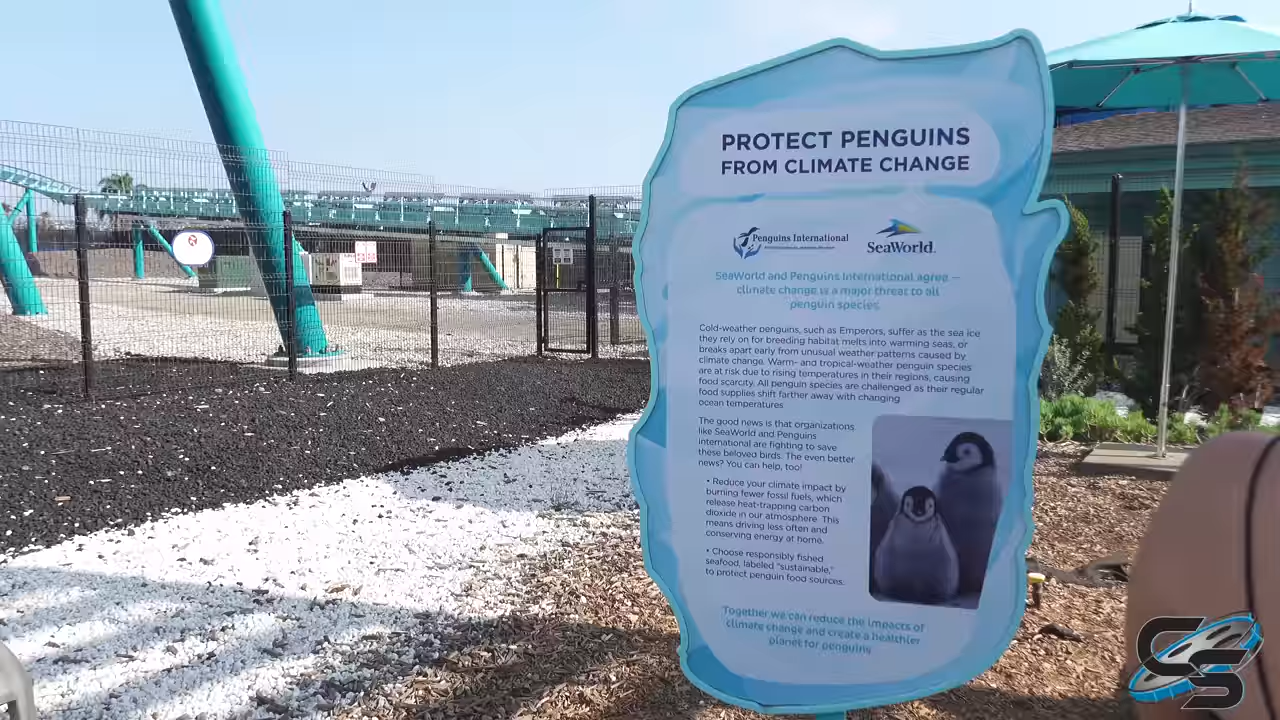 PROTECT PENGUINS
FROM CLIMATE CHANGE
Penguins International
SeaWorld
SeaWorld and Penguins International agree —
climate change is a major threat to all
penguin species.
Cold-weather penguins, such as Emperors, suffer as the sea ice
they rely on for breeding habitat melts into warming seas, or
breaks apart early from unusual weather patterns caused by
climate change. Warm- and tropical-weather penguin species
are at risk due to rising temperatures in their regions, causing
food scarcity. All penguin species are challenged as their regular
food supplies shift farther away with changing
ocean temperatures
The good news is that organizations
like SeaWorld and Penguins
International are fighting to save
these beloved birds. The even better
news? You can help, too!
• Reduce your climate impact by
burning fewer fossil fuels, which
release heat-trapping carbon
dioxide in our atmosphere. This
means driving less often and
conserving energy at home.
• Choose responsibly fished
seafood, labeled "sustainable,"
to protect penguin food sources.
Together we can reduce the impacts of
climate change and create a healthier
planet for penguins
CFS